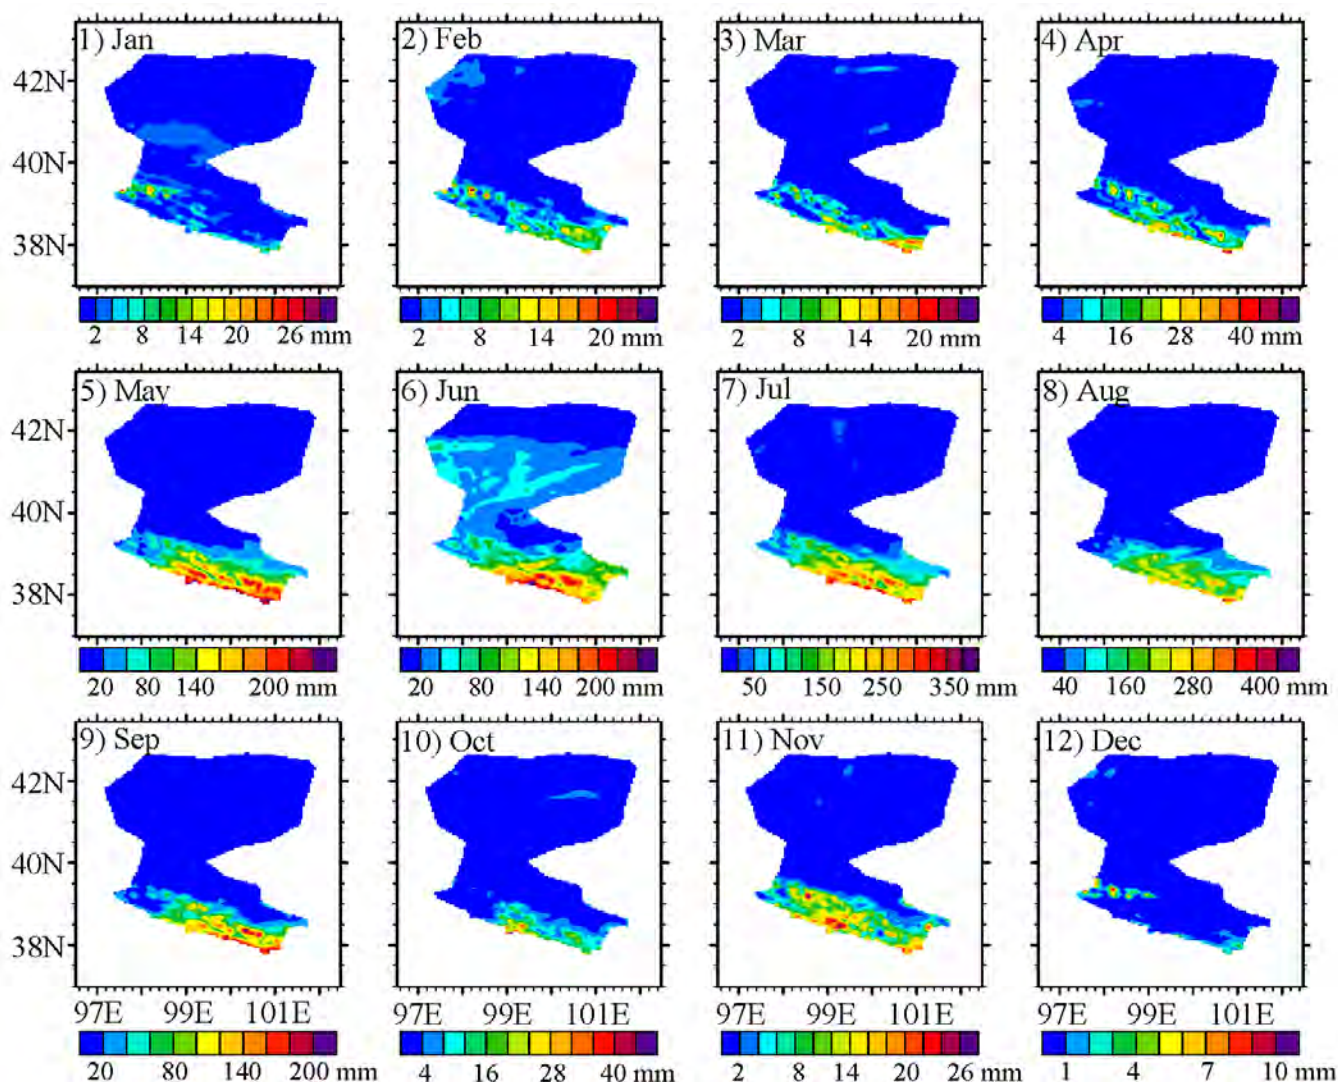 1) Jan
2) Feb
3) Mar
4) Apr
42N
40N
38N
2 8 14 20 26 mm
2 8 14 20 mm
2 8 14 20 mm
4 16 28 40 mm
5) May
6) Jun
7) Jul
8) Aug
42N
40N
38N
20 80 140 200 mm
20 80 140 200 mm
50 150 250 350 mm
40 160 280 400 mm
9) Sep
10) Oct
11) Nov
12) Dec
42N
40N
38N
97E 99E 101E
97E 99E 101E
97E 99E 101E
97E 99E 101E
20 80 140 200 mm
4 16 28 40 mm
2 8 14 20 26 mm
1 4 7 10 mm